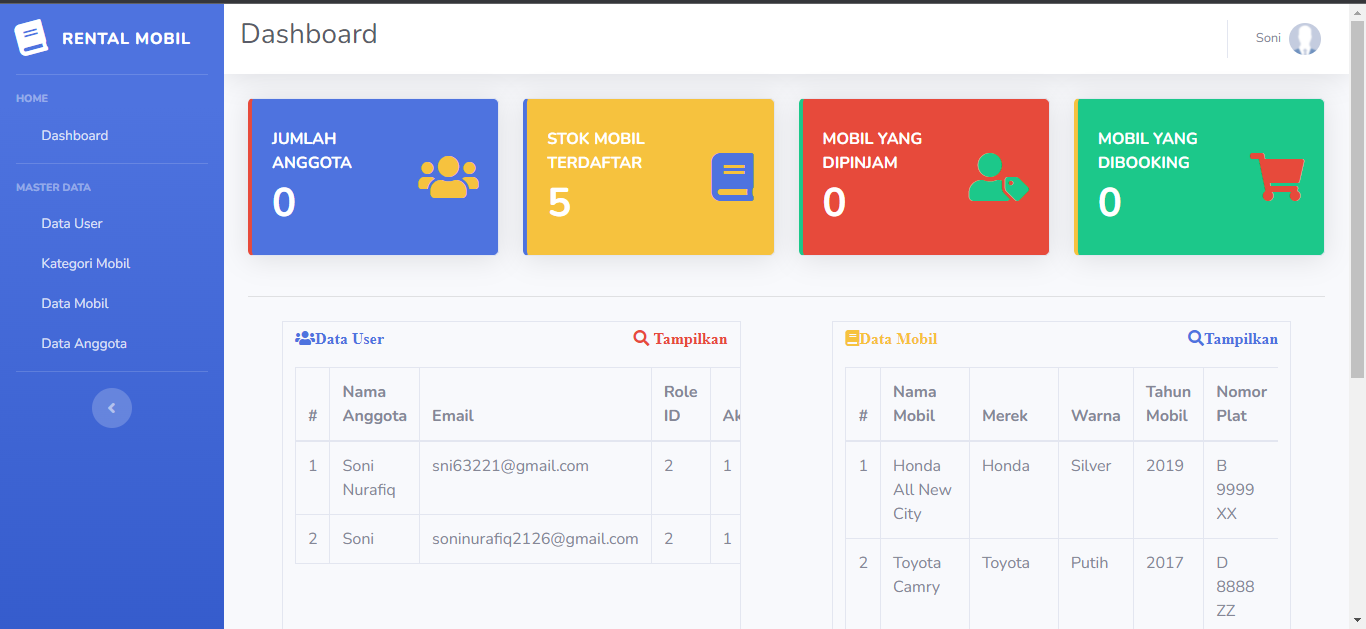 RENTAL MOBIL
HOME
Dashboard
MASTER DATA
Data User
Kategori Mobil
Data Mobil
Data Anggota
Dashboard
Soni
JUMLAH
ANGGOTA
0
STOK MOBIL
TERDAFTAR
5
MOBIL YANG
DIPINJAM
0
MOBIL YANG
DIBOOKING
0
Data User
Tampilkan
# Nama Anggota Email Role ID Ak
1 Soni Nurafiq sni63221@gmail.com 2 1
2 Soni soninurafiq2126@gmail.com 2 1
Data Mobil
Tampilkan
# Nama Mobil Merek Warna Tahun Mobil Nomor Plat
1 Honda All New City Honda Silver 2019 B 9999 XX
2 Toyota Camry Toyota Putih 2017 D 8888 ZZ